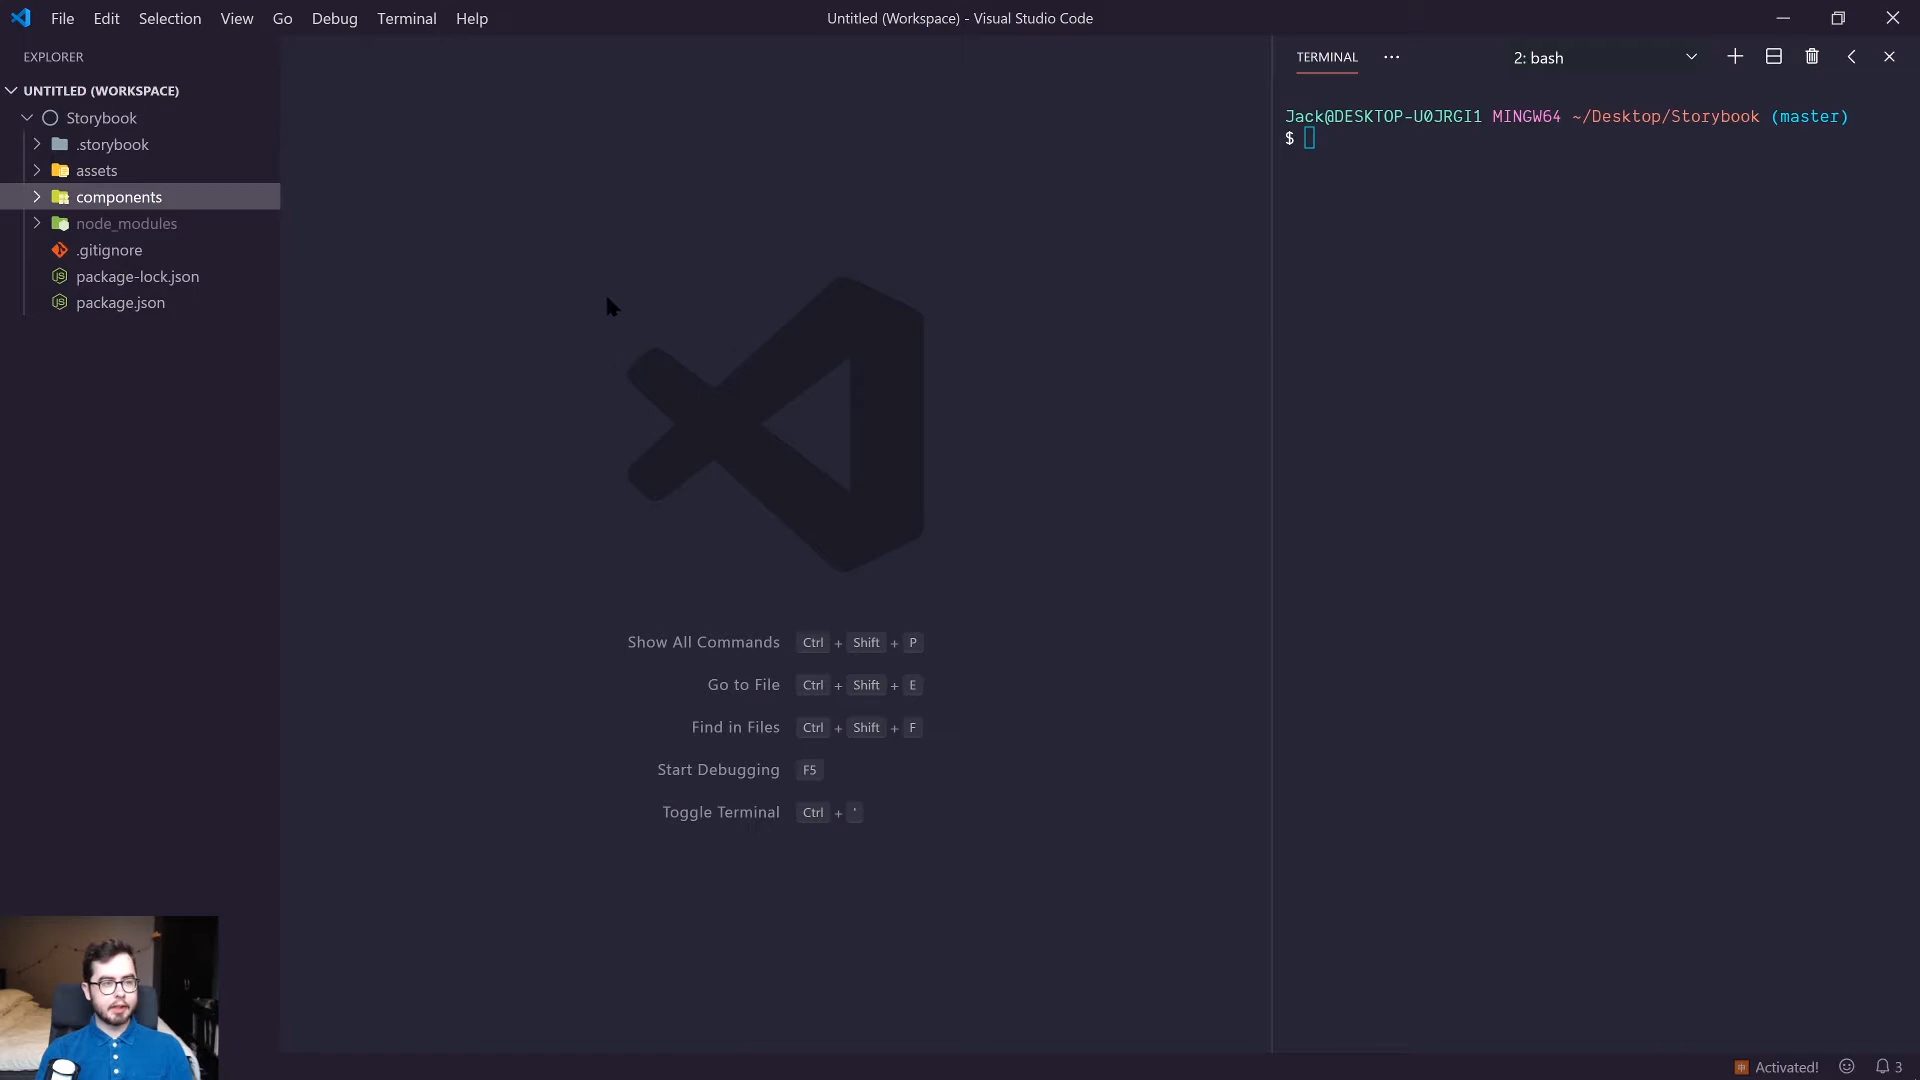 File Edit Selection View Go Debug Terminal Help
Untitled (Workspace) - Visual Studio Code
EXPLORER
UNTITLED (WORKSPACE)
Storybook
.storybook
assets
components
node_modules
.gitignore
package-lock.json
package.json
Show All Commands Ctrl + Shift + P
Go to File Ctrl + Shift + E
Find in Files Ctrl + Shift + F
Start Debugging F5
Toggle Terminal Ctrl + '
TERMINAL ··· 2: bash
Jack@DESKTOP-U0JRGI1 MINGW64 ~/Desktop/Storybook (master)
$
Activated! 3